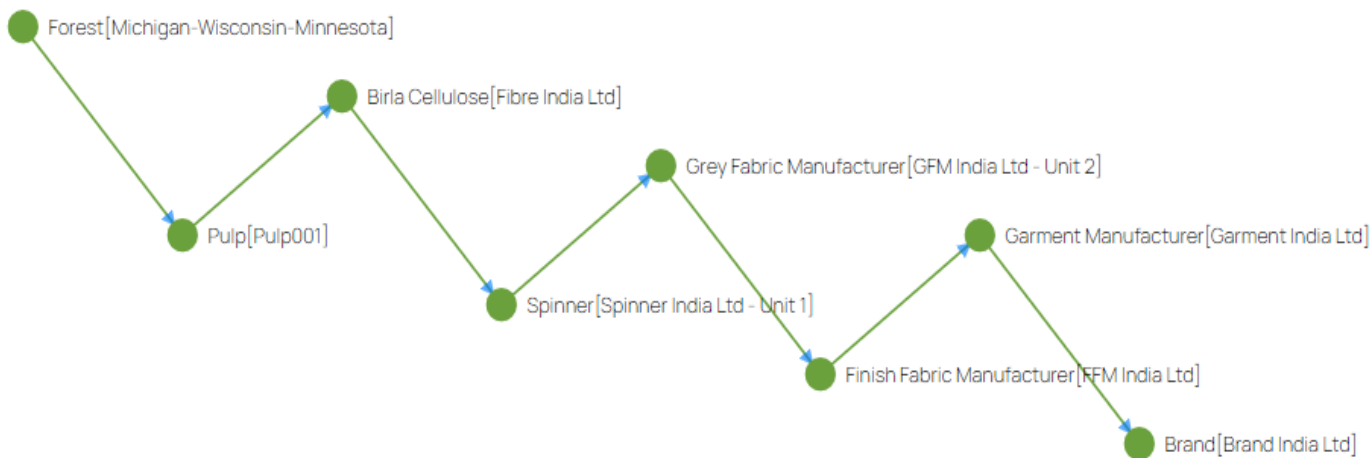 Forest[Michigan-Wisconsin-Minnesota]
Birla Cellulose[Fibre India Ltd]
Grey Fabric Manufacturer[GFM India Ltd - Unit 2]
Pulp[Pulp001]
Garment Manufacturer[Garment India Ltd]
Spinner[Spinner India Ltd - Unit 1]
Finish Fabric Manufacturer[FFM India Ltd]
Brand[Brand India Ltd]